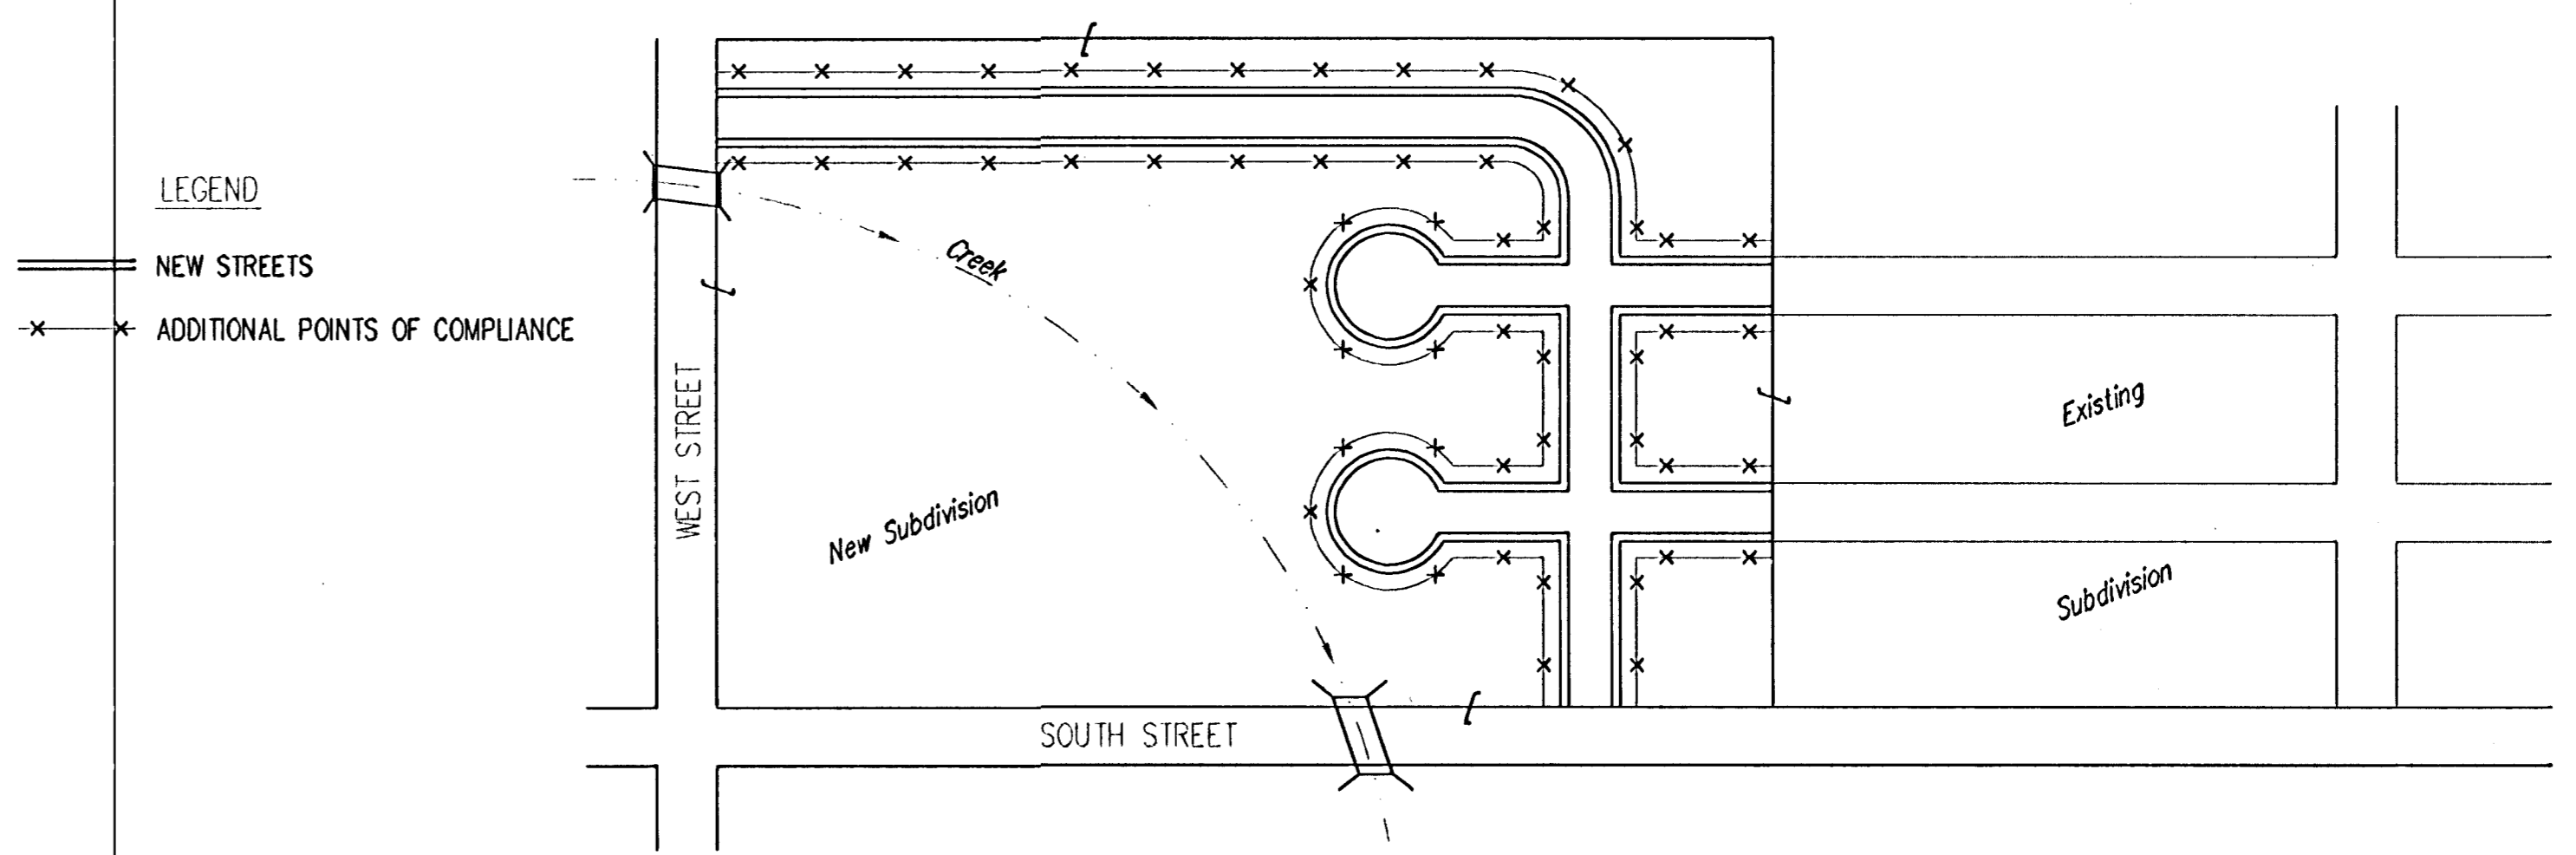 LEGEND
NEW STREETS
ADDITIONAL POINTS OF COMPLIANCE
WEST STREET
Creek
New Subdivision
SOUTH STREET
Existing
Subdivision